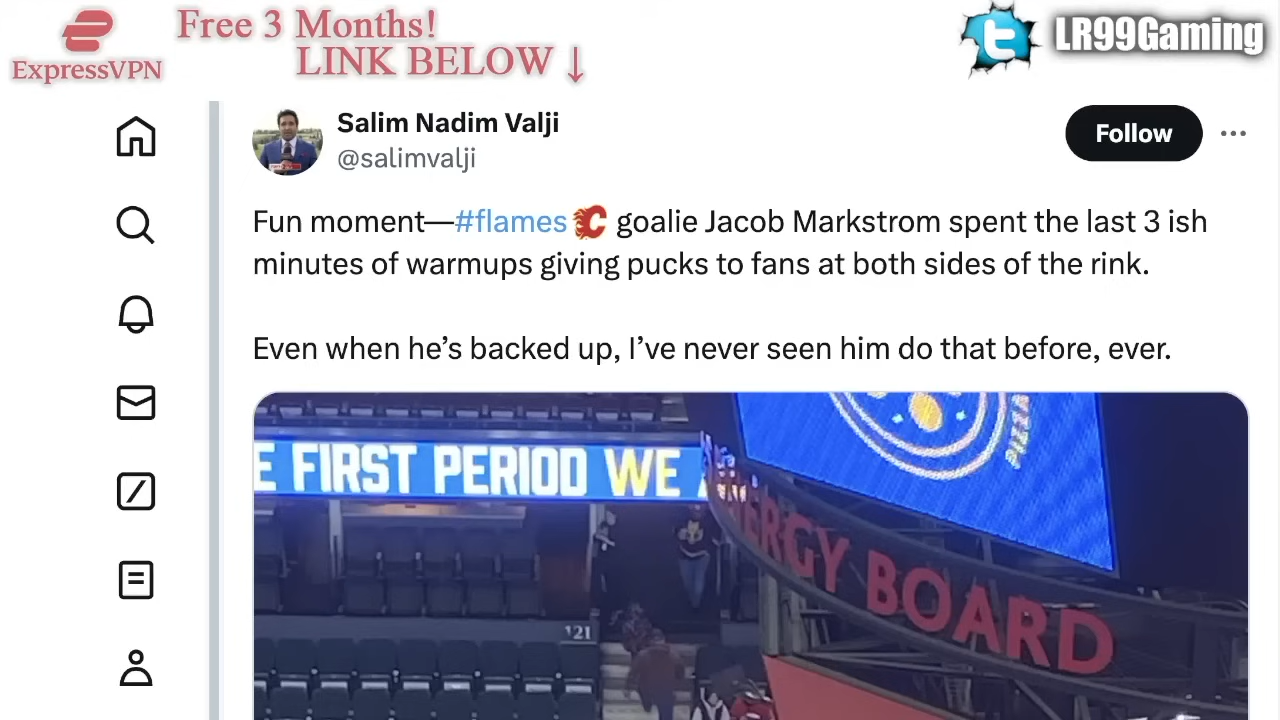 Free 3 Months!
LINK BELOW ↓
ExpressVPN
LR99Gaming
Salim Nadim Valji
@salimvalji
Follow
Fun moment—#flames goalie Jacob Markstrom spent the last 3 ish
minutes of warmups giving pucks to fans at both sides of the rink.
Even when he’s backed up, I’ve never seen him do that before, ever.
E FIRST PERIOD WE
ERGY BOARD
121